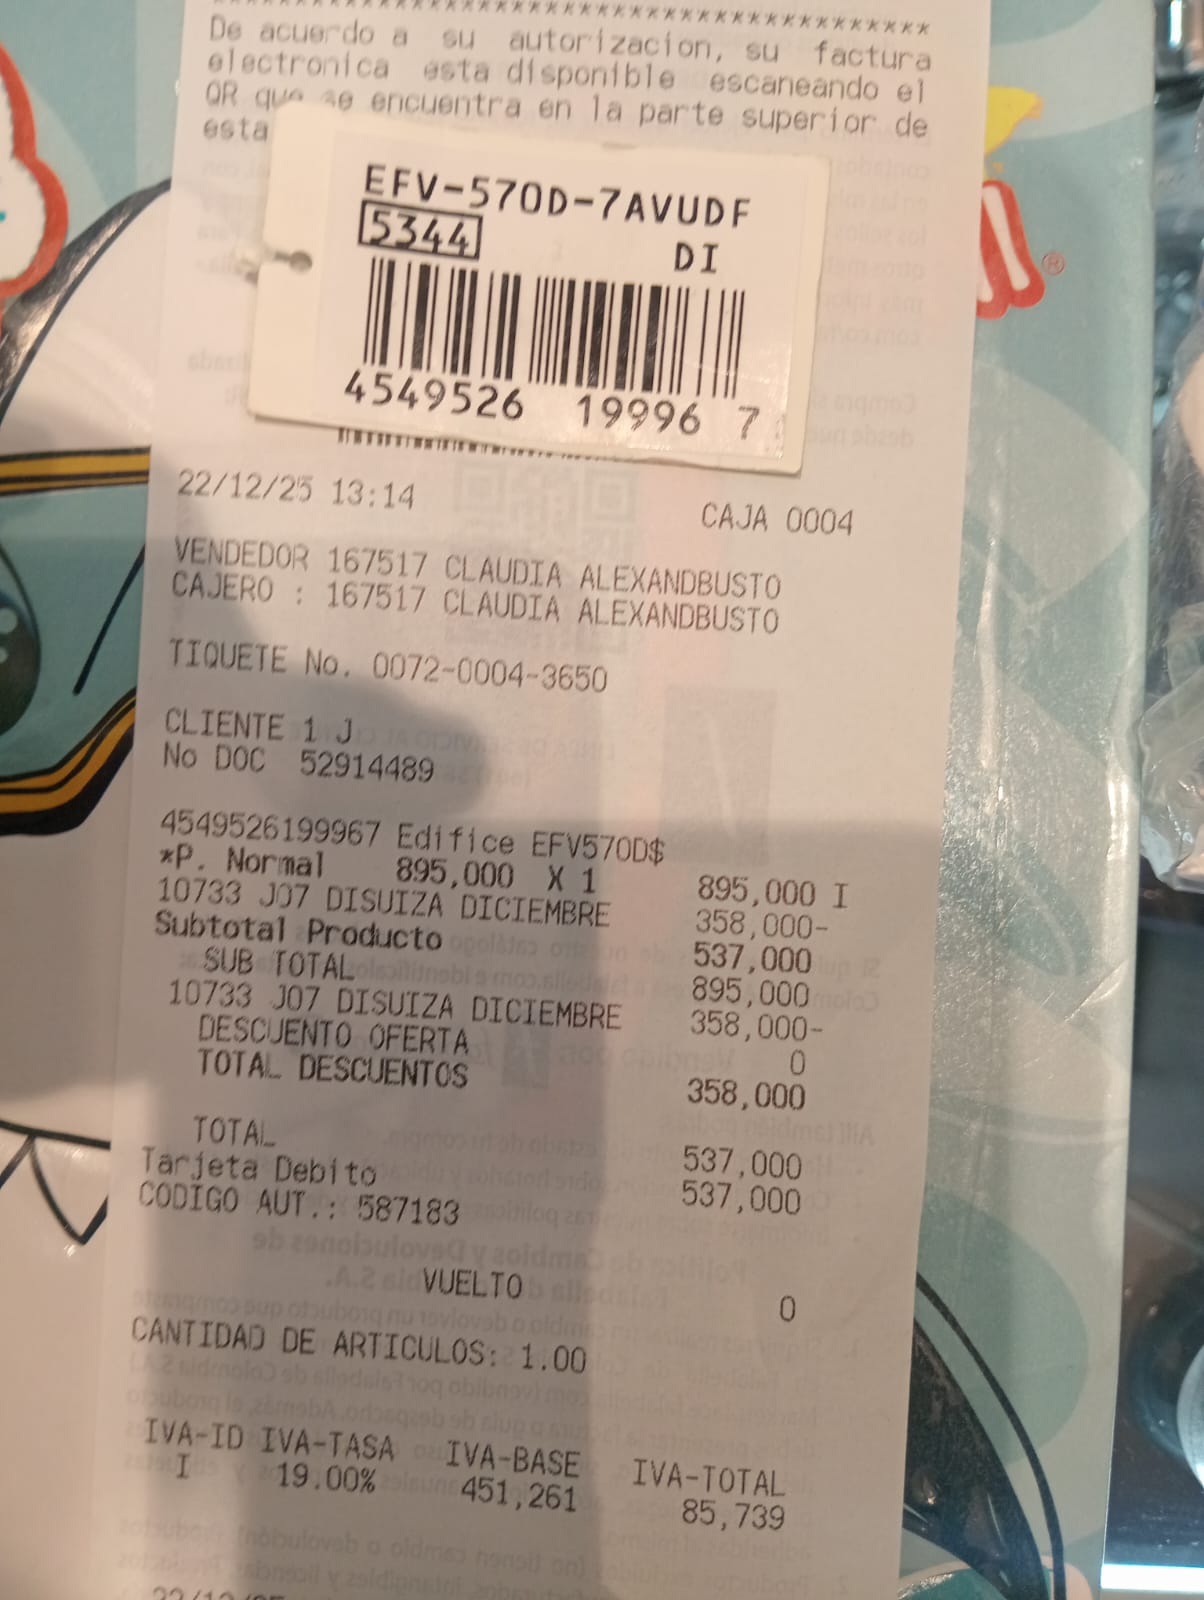 De acuerdo a su autorizacion, su factura
electronica esta disponible escaneando el
QR que se encuentra en la parte superior de
esta
EFV-570D-7AVUDF
5344
DI
4549526 19996 7
22/12/25 13:14 CAJA 0004
VENDEDOR 167517 CLAUDIA ALEXANDBUSTO
CAJERO : 167517 CLAUDIA ALEXANDBUSTO
TIQUETE No. 0072-0004-3650
CLIENTE 1 J
No DOC 52914489
4549526199967 Edifice EFV570D$
*P. Normal 895,000 X 1 895,000 I
10733 J07 DISUIZA DICIEMBRE 358,000-
Subtotal Producto 537,000
SUB TOTAL 895,000
10733 J07 DISUIZA DICIEMBRE 358,000-
DESCUENTO OFERTA 0
TOTAL DESCUENTOS 358,000
TOTAL 537,000
Tarjeta Debito 537,000
CODIGO AUT.: 587183
VUELTO 0
CANTIDAD DE ARTICULOS: 1.00
IVA-ID IVA-TASA IVA-BASE IVA-TOTAL
I 19.00% 451,261 85,739